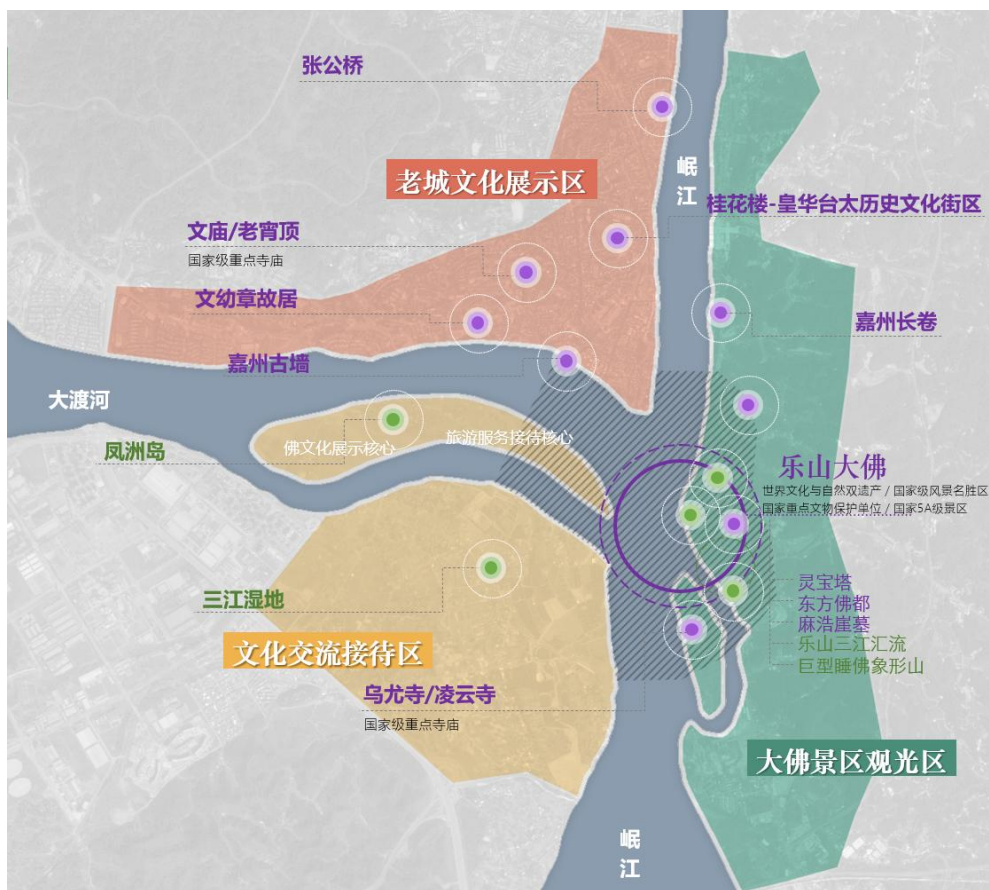 张公桥
老城文化展示区
岷江
桂花楼-皇华台太历史文化街区
文庙/老宵顶
国家级重点寺庙
文幼章故居
嘉州长卷
嘉州古墙
大渡河
凤洲岛
佛文化展示核心
旅游服务接待核心
乐山大佛
世界文化与自然双遗产 / 国家级风景名胜区
国家重点文物保护单位 / 国家5A级景区
灵宝塔
东方佛都
麻浩崖墓
乐山三江汇流
巨型睡佛象形山
三江湿地
文化交流接待区
乌尤寺/凌云寺
国家级重点寺庙
大佛景区观光区
岷江